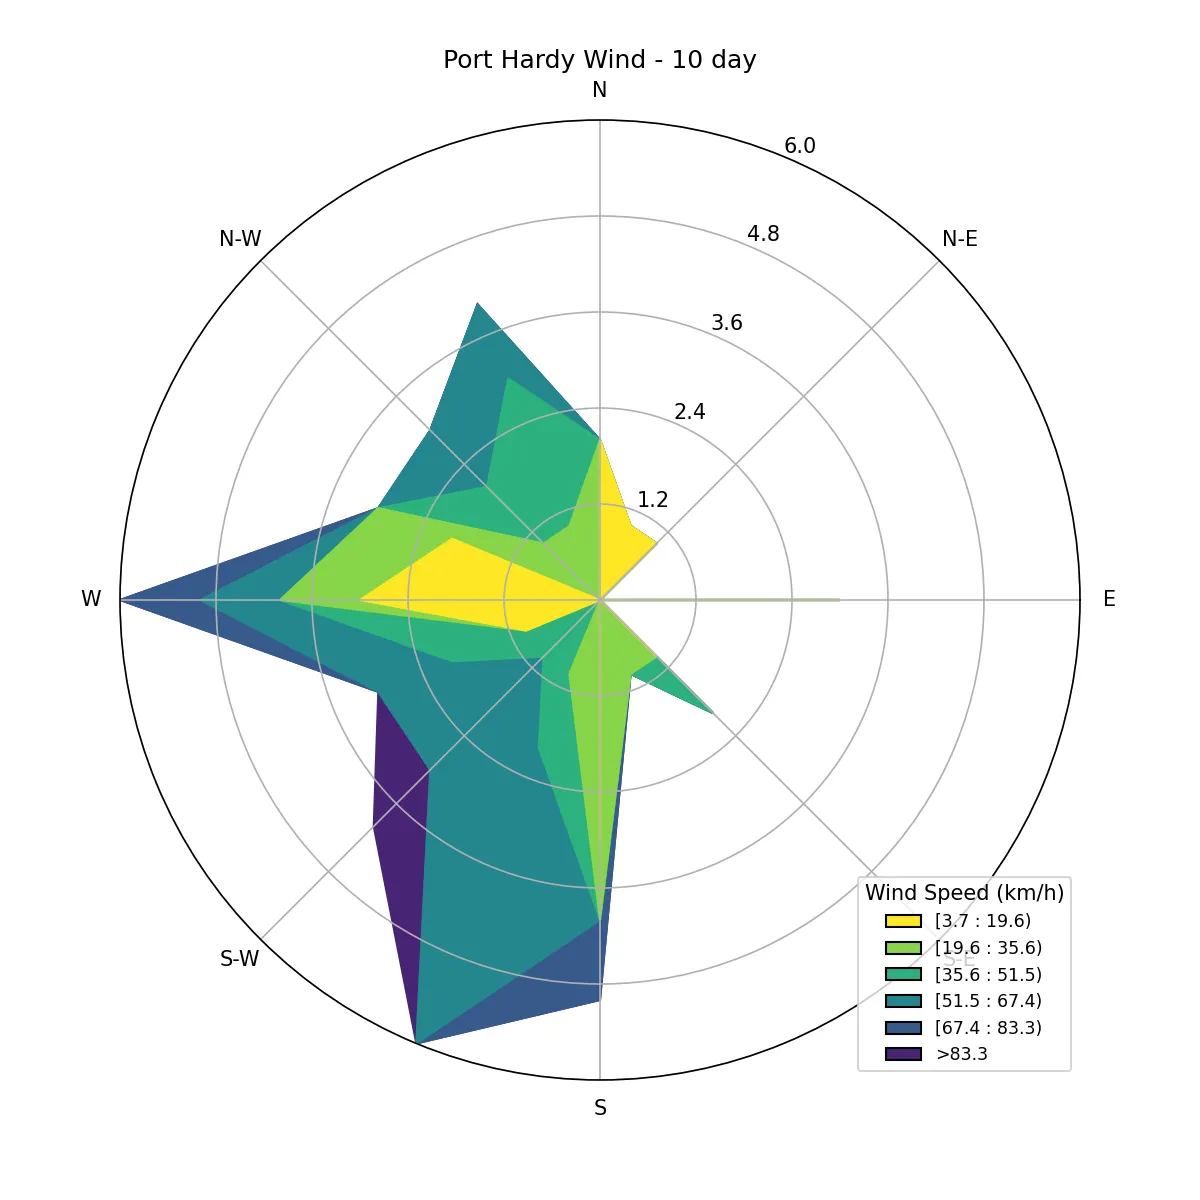 Port Hardy Wind - 10 day
N
6.0
N-W
N-E
4.8
3.6
2.4
1.2
W
E
S-W
S-E
S
Wind Speed (km/h)
[3.7 : 19.6)
[19.6 : 35.6)
[35.6 : 51.5)
[51.5 : 67.4)
[67.4 : 83.3)
>83.3